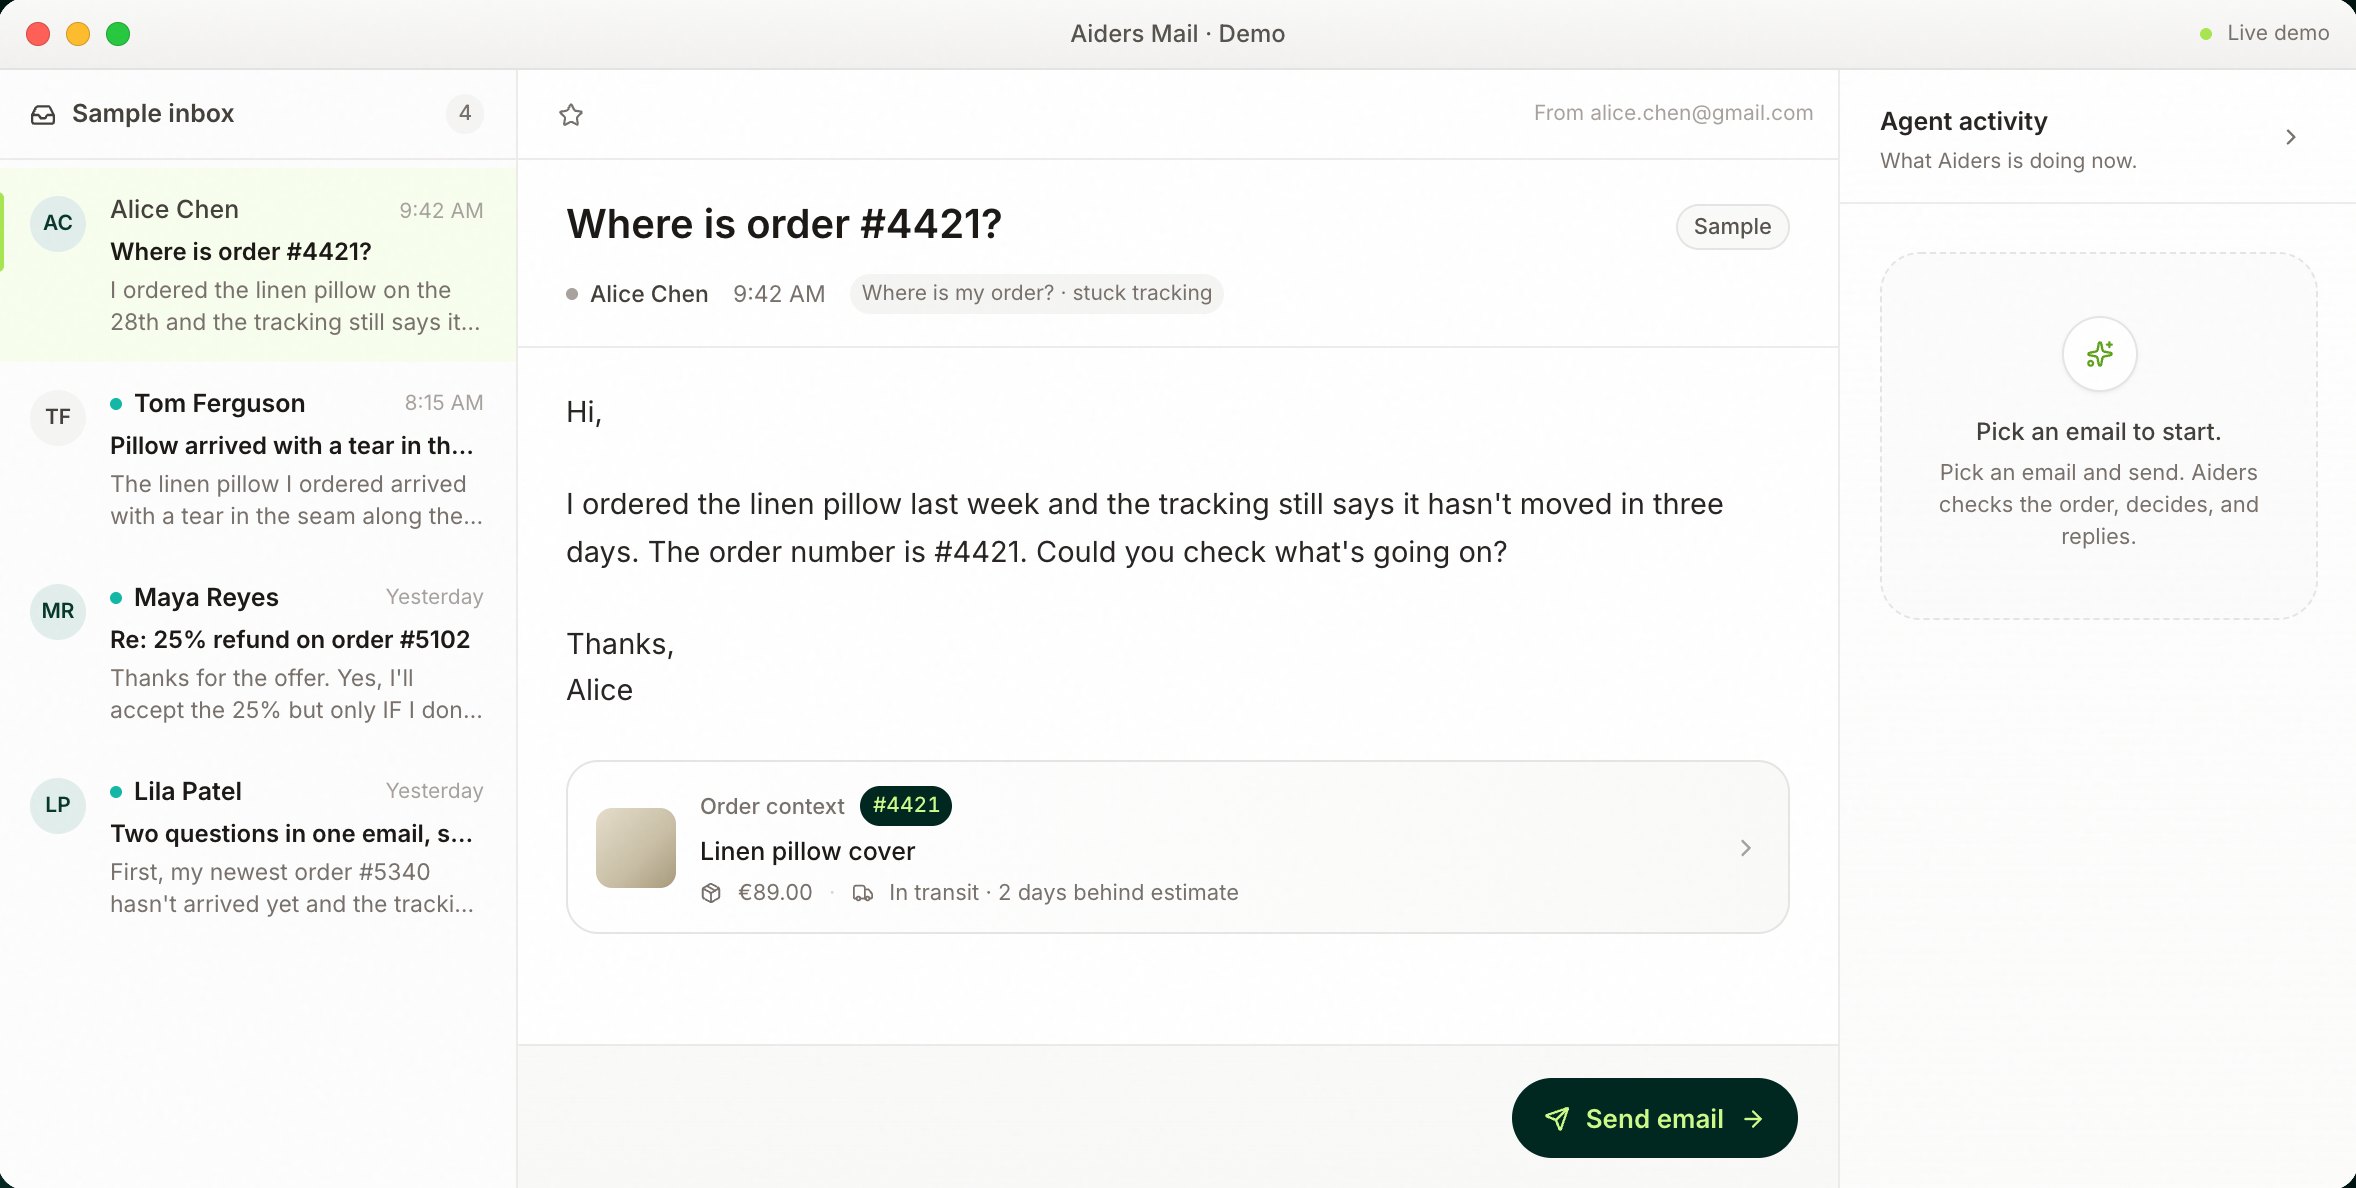 Aiders Mail · Demo
Live demo
Sample inbox
4
AC
Alice Chen
9:42 AM
Where is order #4421?
I ordered the linen pillow on the
28th and the tracking still says it...
TF
Tom Ferguson
8:15 AM
Pillow arrived with a tear in th...
The linen pillow I ordered arrived
with a tear in the seam along the...
MR
Maya Reyes
Yesterday
Re: 25% refund on order #5102
Thanks for the offer. Yes, I'll
accept the 25% but only IF I don...
LP
Lila Patel
Yesterday
Two questions in one email, s...
First, my newest order #5340
hasn't arrived yet and the tracki...
From alice.chen@gmail.com
Where is order #4421?
Sample
Alice Chen
9:42 AM
Where is my order? · stuck tracking
Hi,
I ordered the linen pillow last week and the tracking still says it hasn't moved in three
days. The order number is #4421. Could you check what's going on?
Thanks,
Alice
Order context
#4421
Linen pillow cover
€89.00 · In transit · 2 days behind estimate
Send email
Agent activity
What Aiders is doing now.
Pick an email to start.
Pick an email and send. Aiders
checks the order, decides, and
replies.